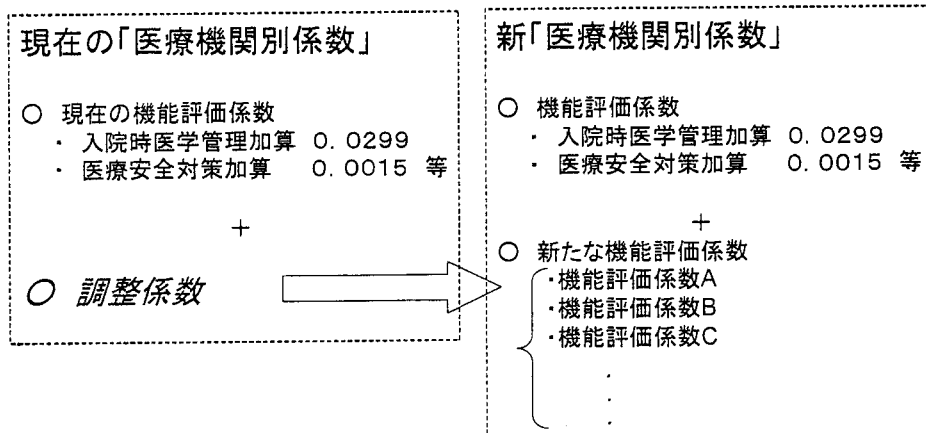 現在の「医療機関別係数」
○ 現在の機能評価係数
・ 入院時医学管理加算 0.0299
・ 医療安全対策加算 0.0015 等
+
○ 調整係数
新「医療機関別係数」
○ 機能評価係数
・ 入院時医学管理加算 0.0299
・ 医療安全対策加算 0.0015 等
+
○ 新たな機能評価係数
・機能評価係数A
・機能評価係数B
・機能評価係数C
・
・
・